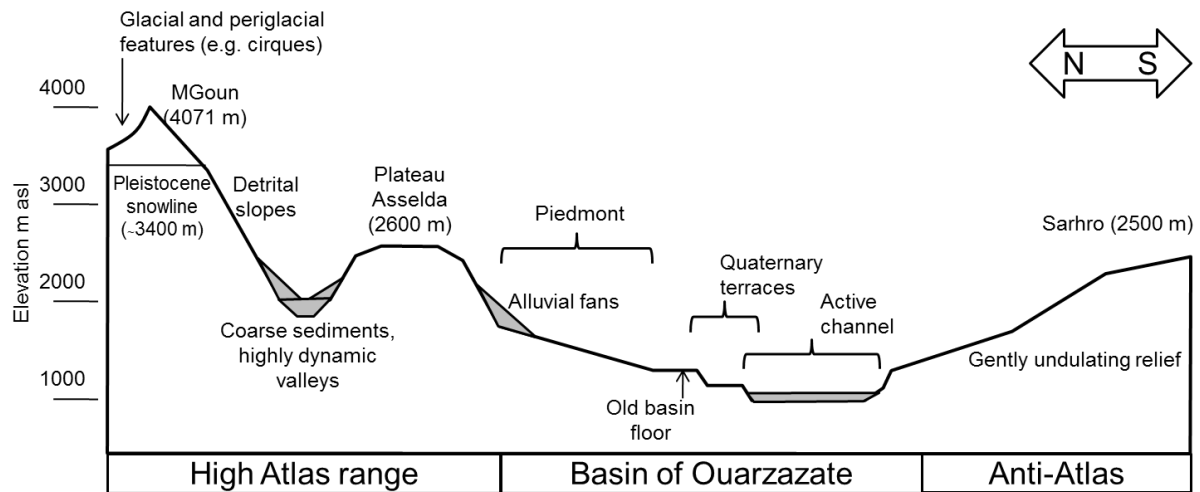 Glacial and periglacial
features (e.g. cirques)
N S
4000
MGoun
(4071 m)
Elevation m asl
3000
Pleistocene
snowline
(~3400 m)
Detrital
slopes
Plateau
Asselda
(2600 m)
Piedmont
Sarhro (2500 m)
2000
Quaternary
terraces
Alluvial fans
Active
channel
Coarse sediments,
highly dynamic
valleys
Gently undulating relief
1000
Old basin
floor
High Atlas range
Basin of Ouarzazate
Anti-Atlas